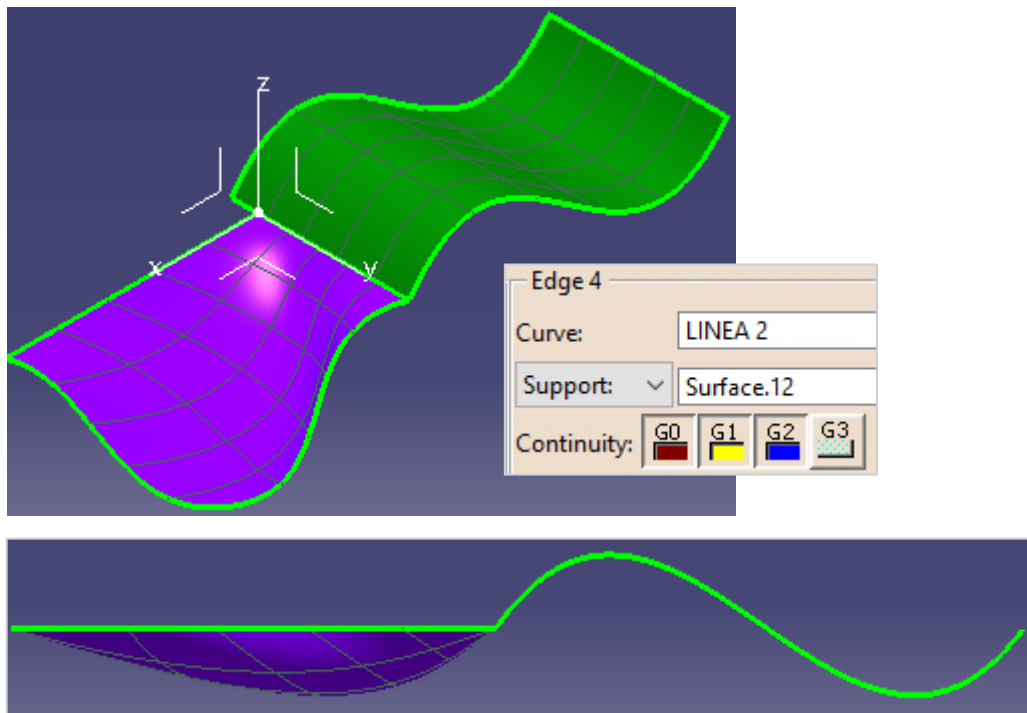 z
x
y
Edge 4
Curve: LINEA 2
Support: Surface.12
Continuity: G0 G1 G2 G3